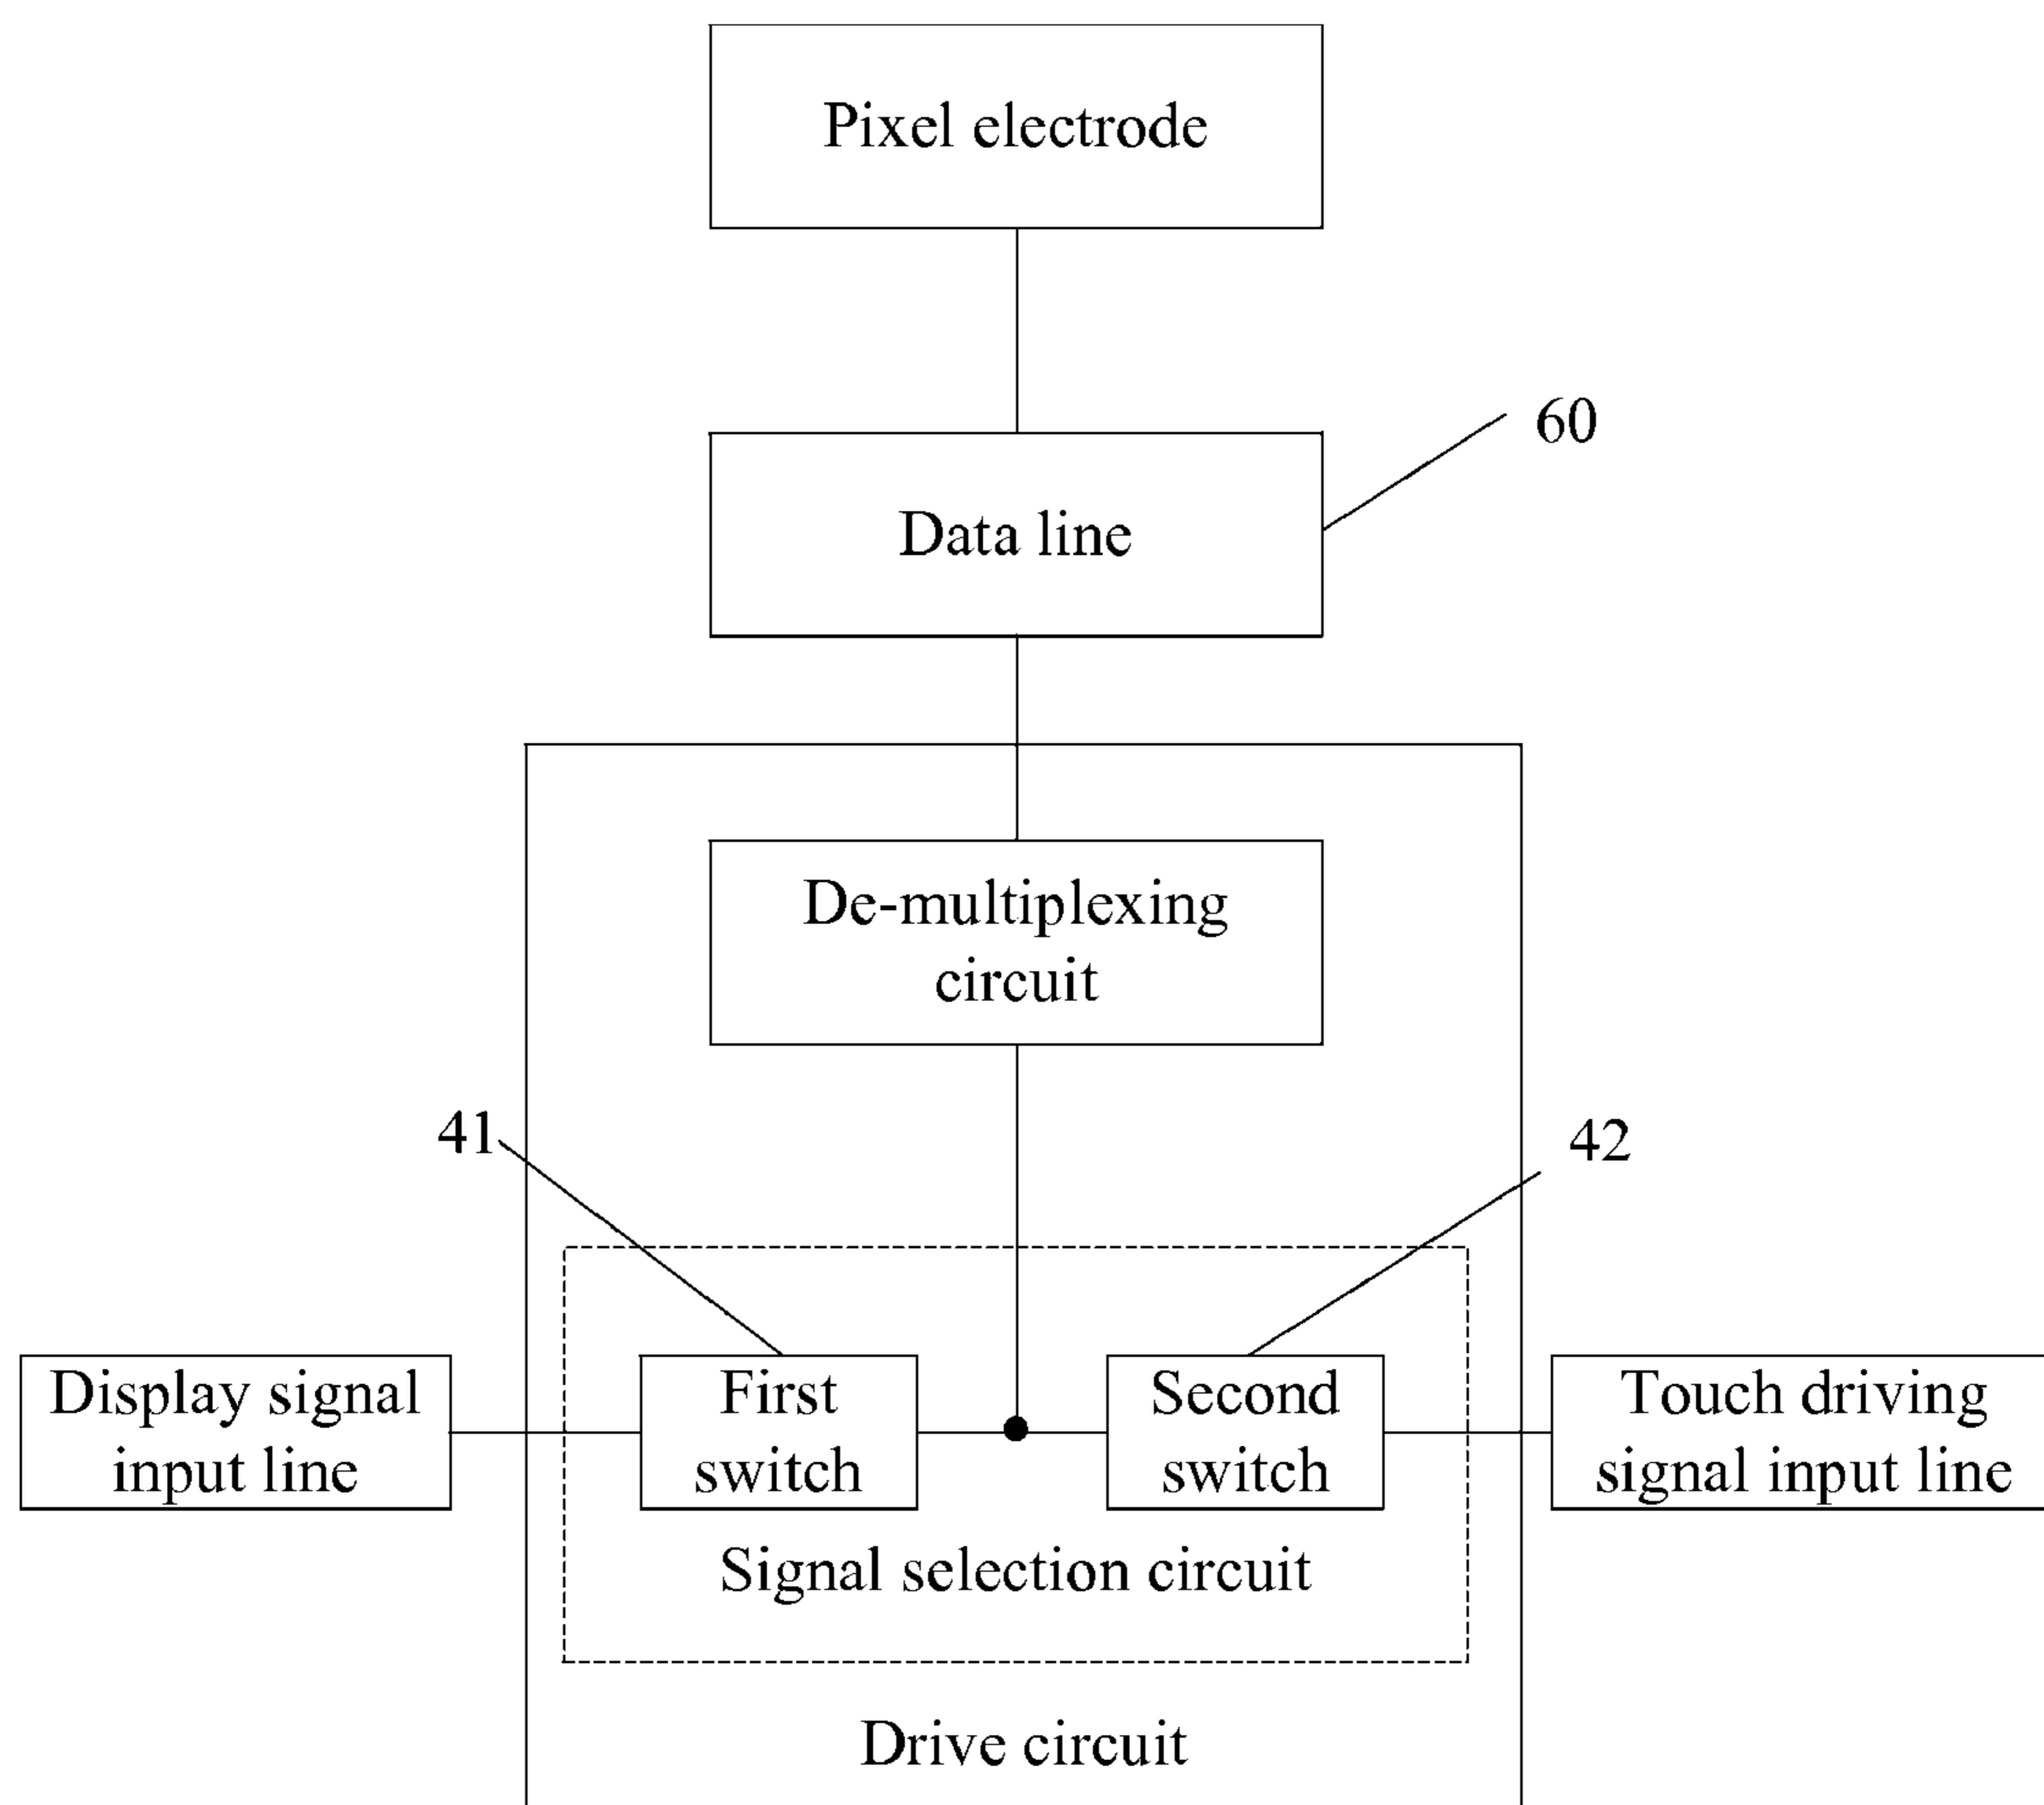 Pixel electrode
60
Data line
De-multiplexing
circuit
41
42
Display signal
input line
First
switch
Second
switch
Touch driving
signal input line
Signal selection circuit
Drive circuit